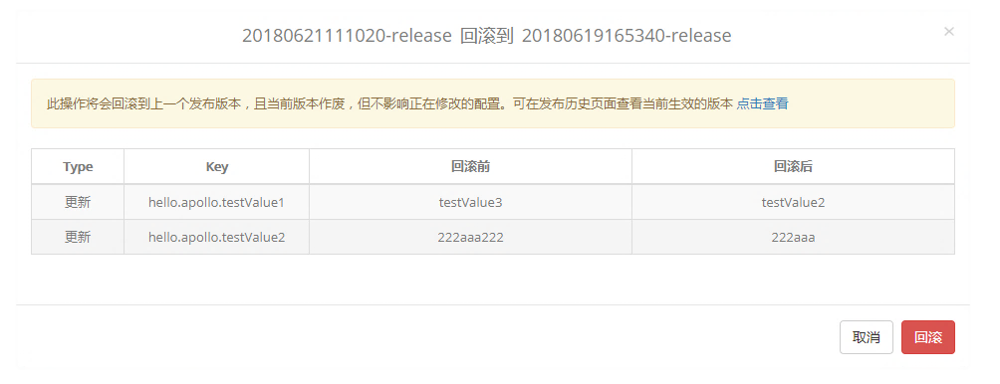 20180621111020-release 回滚到 20180619165340-release
×
此操作将会回滚到上一个发布版本，且当前版本作废，但不影响正在修改的配置。可在发布历史页面查看当前生效的版本 点击查看
Type Key 回滚前 回滚后
更新 hello.apollo.testValue1 testValue3 testValue2
更新 hello.apollo.testValue2 222aaa222 222aaa
取消 回滚